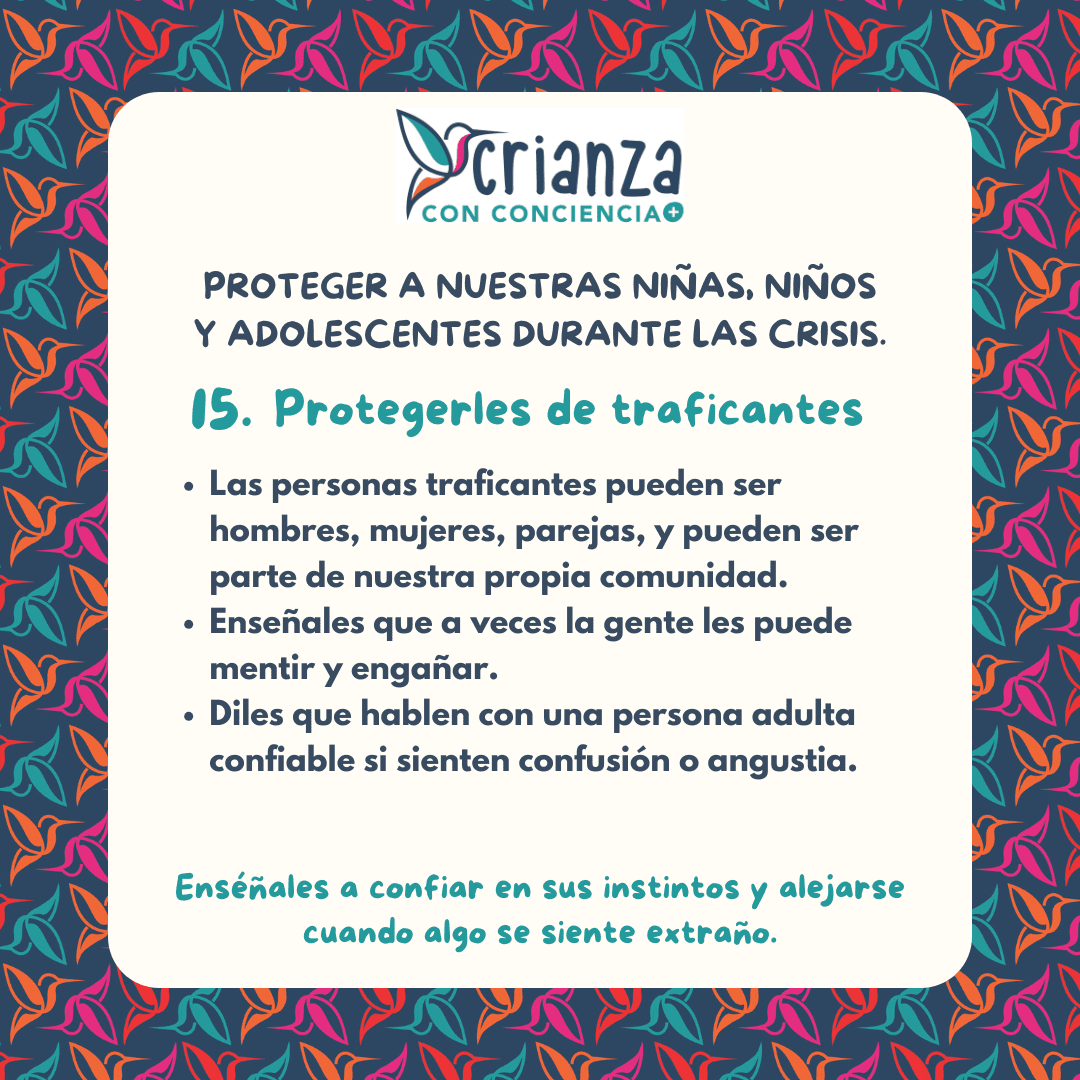 crianza
CON CONCIENCIA+
PROTEGER A NUESTRAS NIÑAS, NIÑOS
Y ADOLESCENTES DURANTE LAS CRISIS.
15. Protegerles de traficantes
• Las personas traficantes pueden ser
hombres, mujeres, parejas, y pueden ser
parte de nuestra propia comunidad.
• Enseñales que a veces la gente les puede
mentir y engañar.
• Diles que hablen con una persona adulta
confiable si sienten confusión o angustia.
Enséñales a confiar en sus instintos y alejarse
cuando algo se siente extraño.